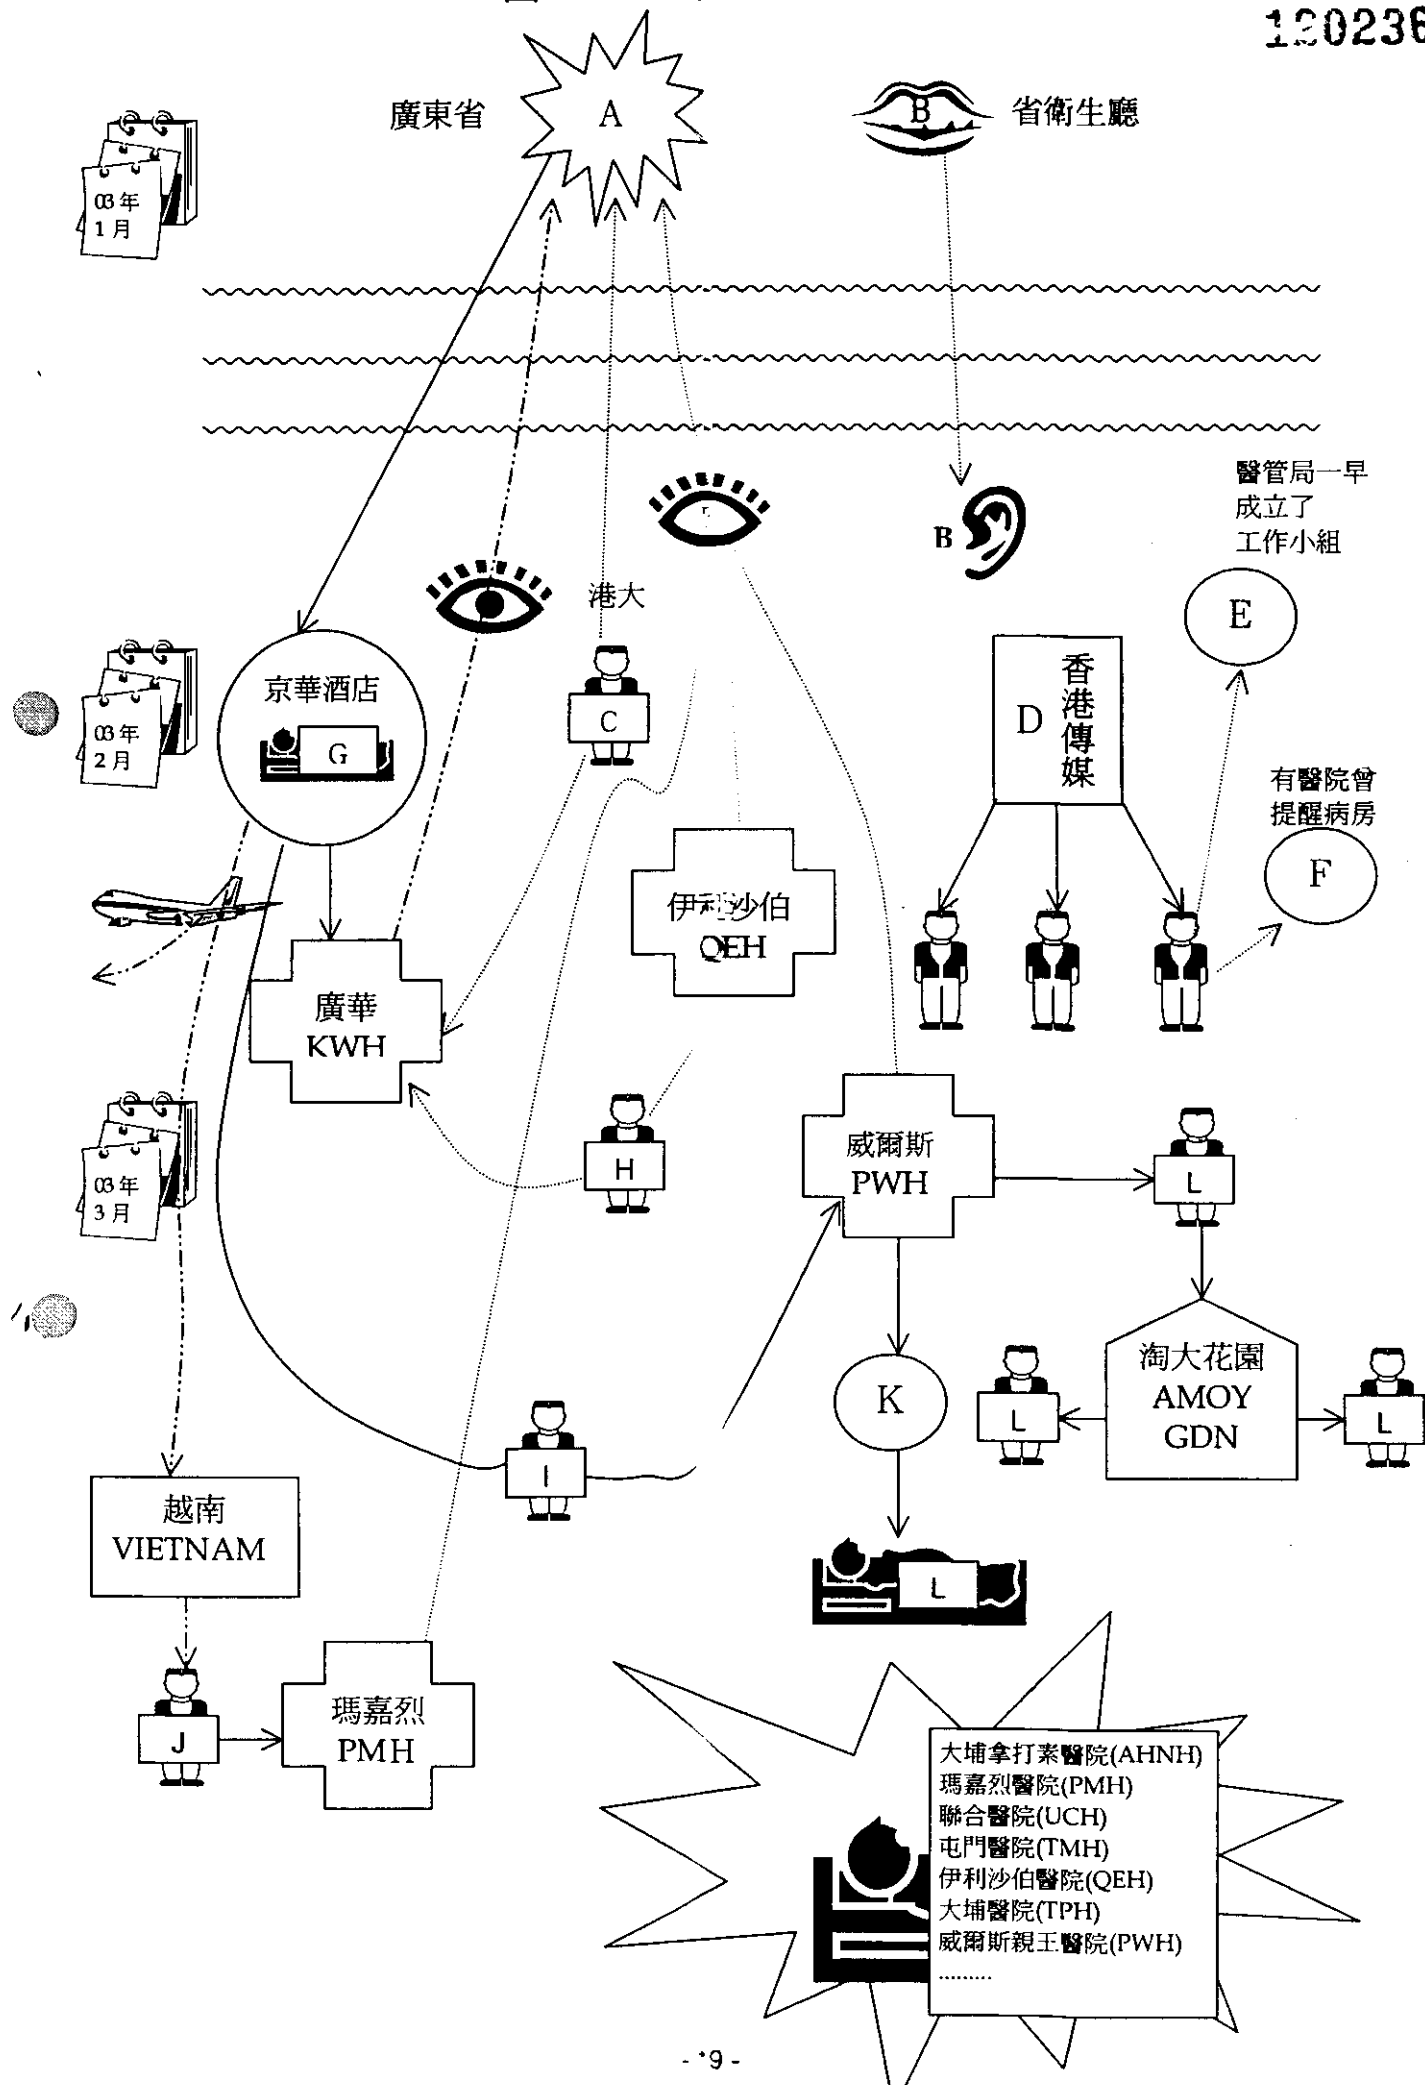 廣東省
A
B
省衛生廳
03年
1月
醫管局一早
成立了
工作小組
B
E
港大
03年
2月
京華酒店
G
C
D
香港傳媒
有醫院曾
提醒病房
F
伊利沙伯
QEH
廣華
KWH
03年
3月
H
威爾斯
PWH
L
淘大花園
AMOY
GDN
K
L
L
I
越南
VIETNAM
L
J
瑪嘉烈
PMH
大埔拿打素醫院(AHNH)
瑪嘉烈醫院(PMH)
聯合醫院(UCH)
屯門醫院(TMH)
伊利沙伯醫院(QEH)
大埔醫院(TPH)
威爾斯親王醫院(PWH)
.........